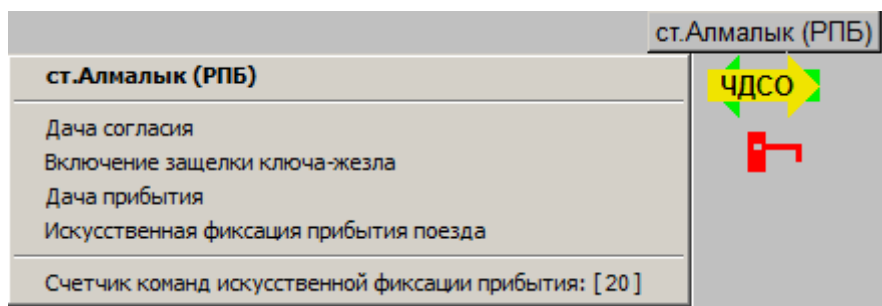 ст.Алмалык (РПБ)
ст.Алмалык (РПБ)
ЧДСО
Дача согласия
Включение защелки ключа-жезла
Дача прибытия
Искусственная фиксация прибытия поезда
Счетчик команд искусственной фиксации прибытия: [ 20 ]